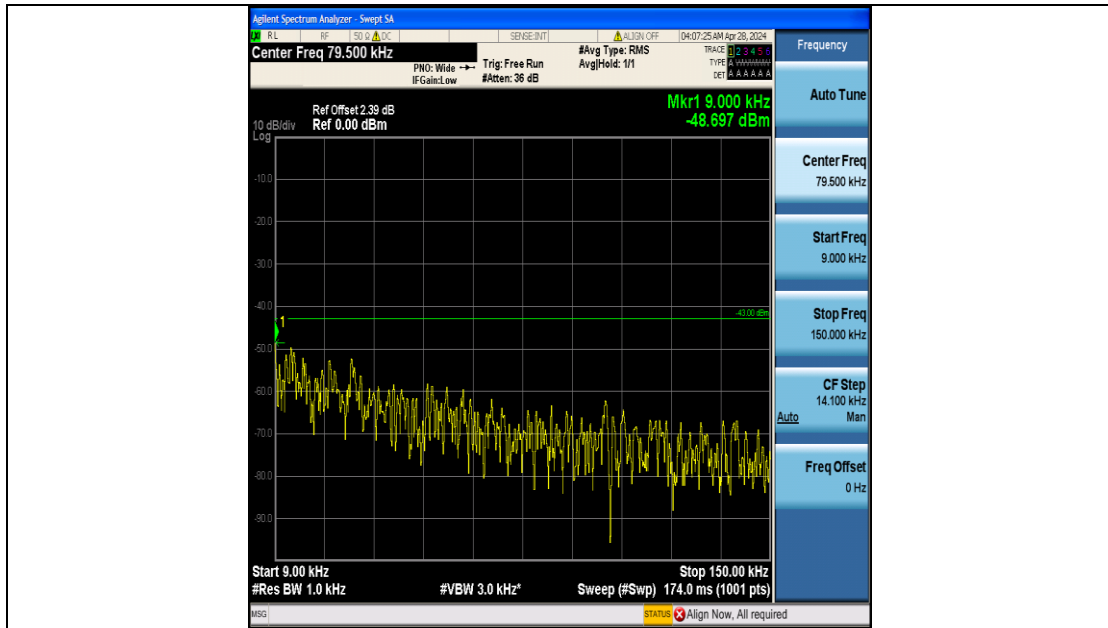 Agilent Spectrum Analyzer - Swept SA
RL RF 50 Ω DC SENSE:INT ALIGN OFF 04:07:25 AM Apr 28, 2024
Center Freq 79.500 kHz
PNO: Wide
IFGain:Low
Trig: Free Run
#Atten: 36 dB
#Avg Type: RMS
Avg|Hold: 1/1
TRACE 1 2 3 4 5 6
TYPE A
DET A A A A A A
Frequency
Auto Tune
Center Freq
79.500 kHz
Start Freq
9.000 kHz
Stop Freq
150.000 kHz
CF Step
14.100 kHz
Auto Man
Freq Offset
0 Hz
Mkr1 9.000 kHz
-48.697 dBm
Ref Offset 2.39 dB
10 dB/div Ref 0.00 dBm
Log
-10.0
-20.0
-30.0
-40.0
-43.00 dBm
1
-50.0
-60.0
-70.0
-80.0
-90.0
Start 9.00 kHz Stop 150.00 kHz
#Res BW 1.0 kHz #VBW 3.0 kHz* Sweep (#Swp) 174.0 ms (1001 pts)
MSG STATUS Align Now, All required